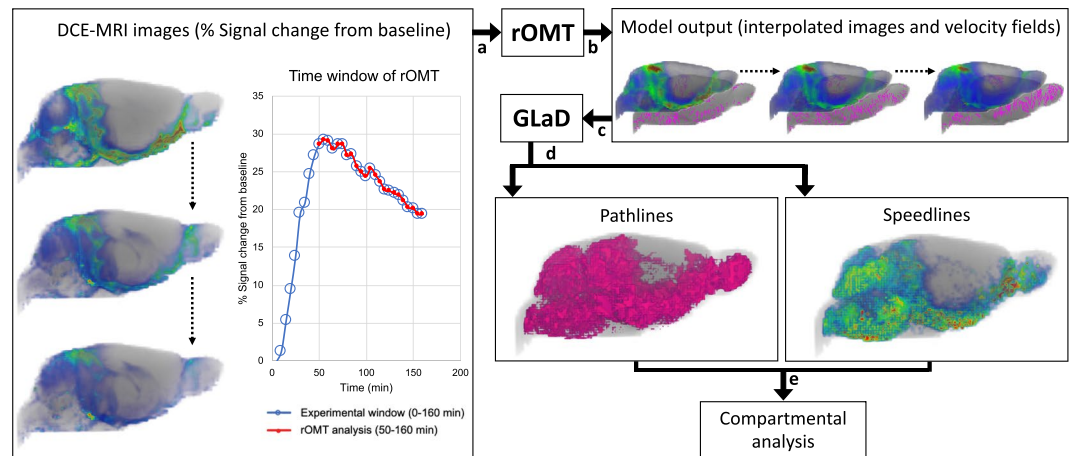 DCE-MRI images (% Signal change from baseline)
Time window of rOMT
% Signal change from baseline
35
30
25
20
15
10
5
0
0
50
100
150
200
Time (min)
Experimental window (0-160 min)
rOMT analysis (50-160 min)
a
rOMT
b
Model output (interpolated images and velocity fields)
c
GLaD
d
Pathlines
Speedlines
e
Compartmental
analysis